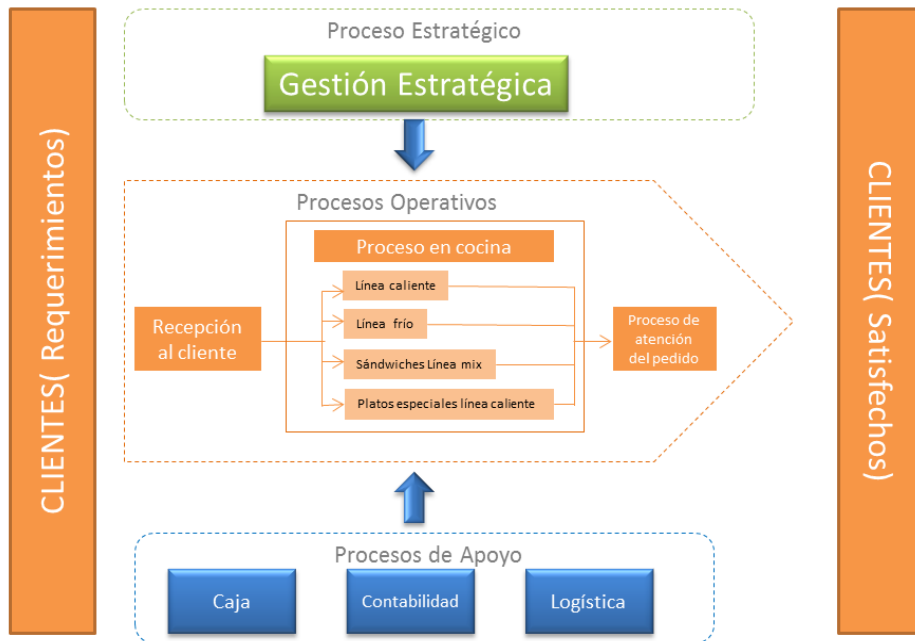 CLIENTES( Requerimientos)
Proceso Estratégico
Gestión Estratégica
Procesos Operativos
Proceso en cocina
Recepción
al cliente
Línea caliente
Línea frío
Sándwiches Línea mix
Platos especiales línea caliente
Proceso de
atención
del pedido
Procesos de Apoyo
Caja
Contabilidad
Logística
CLIENTES( Satisfechos)